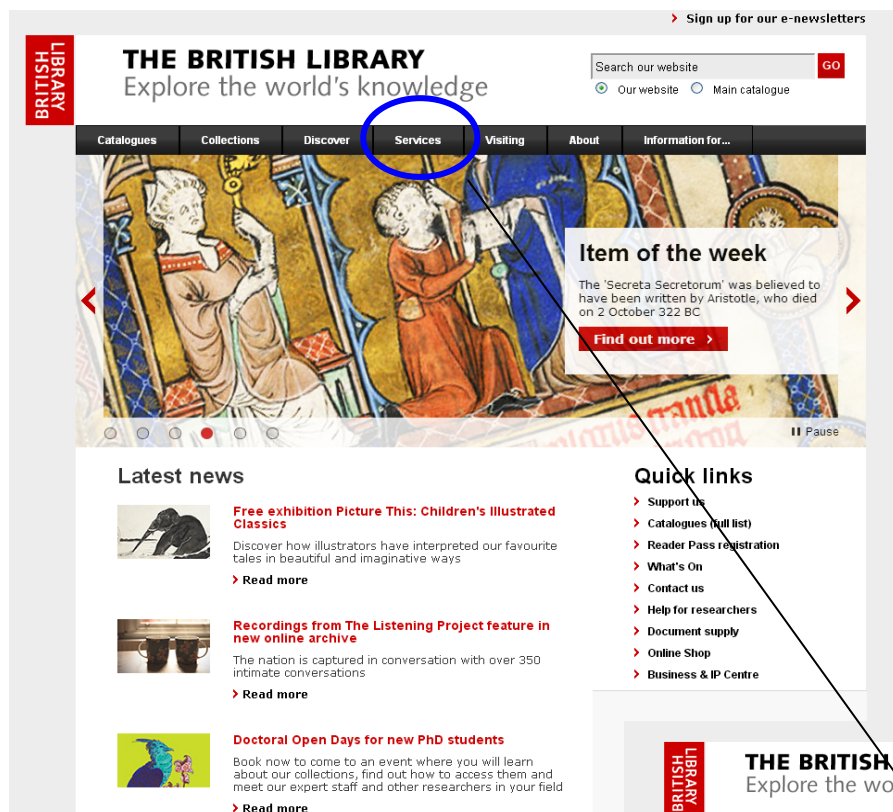 Sign up for our e-newsletters
BRITISH
LIBRARY
THE BRITISH LIBRARY
Explore the world's knowledge
Search our website
GO
Our website Main catalogue
Catalogues Collections Discover Services Visiting About Information for...
Item of the week
The 'Secreta Secretorum' was believed to
have been written by Aristotle, who died
on 2 October 322 BC
Find out more
Pause
Latest news
Free exhibition Picture This: Children's Illustrated
Classics
Discover how illustrators have interpreted our favourite
tales in beautiful and imaginative ways
Read more
Recordings from The Listening Project feature in
new online archive
The nation is captured in conversation with over 350
intimate conversations
Read more
Doctoral Open Days for new PhD students
Book now to come to an event where you will learn
about our collections, find out how to access them and
meet our expert staff and other researchers in your field
Read more
Quick links
Support us
Catalogues (full list)
Reader Pass registration
What's On
Contact us
Help for researchers
Document supply
Online Shop
Business & IP Centre
BRITISH
LIBRARY
THE BRITISH
Explore the wo